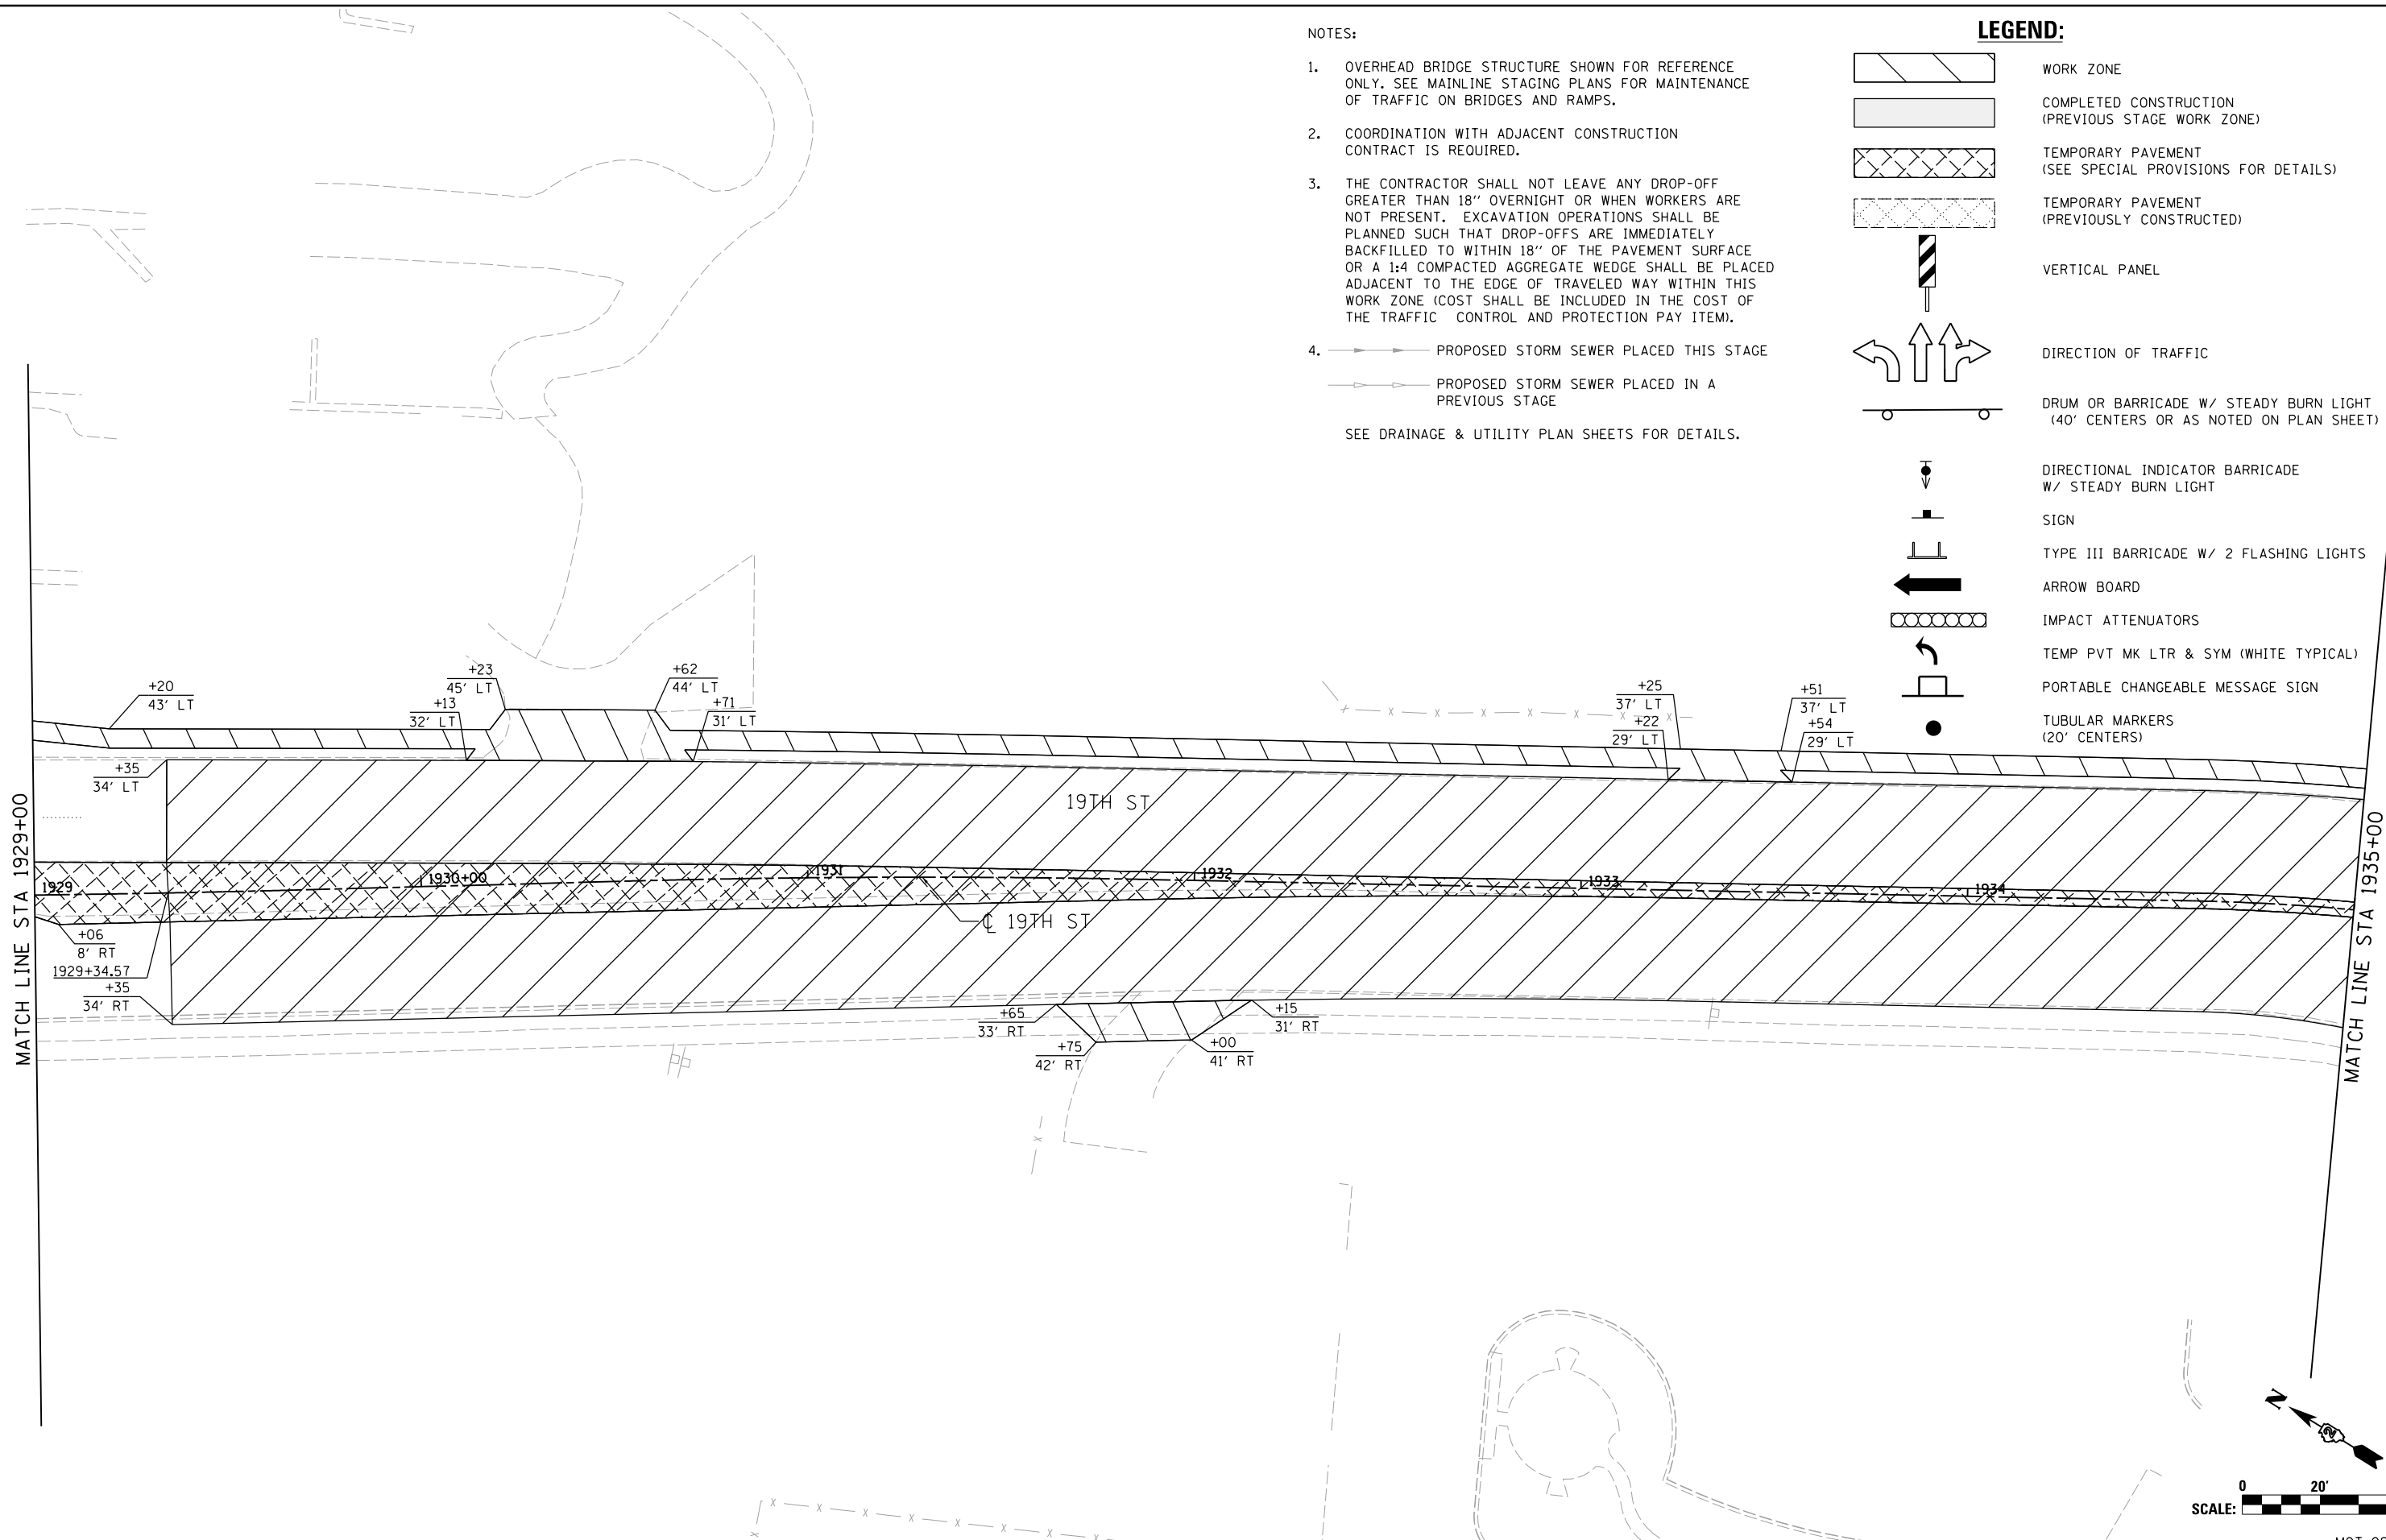 NOTES:
1. OVERHEAD BRIDGE STRUCTURE SHOWN FOR REFERENCE
ONLY. SEE MAINLINE STAGING PLANS FOR MAINTENANCE
OF TRAFFIC ON BRIDGES AND RAMPS.
2. COORDINATION WITH ADJACENT CONSTRUCTION
CONTRACT IS REQUIRED.
3. THE CONTRACTOR SHALL NOT LEAVE ANY DROP-OFF
GREATER THAN 18'' OVERNIGHT OR WHEN WORKERS ARE
NOT PRESENT. EXCAVATION OPERATIONS SHALL BE
PLANNED SUCH THAT DROP-OFFS ARE IMMEDIATELY
BACKFILLED TO WITHIN 18'' OF THE PAVEMENT SURFACE
OR A 1:4 COMPACTED AGGREGATE WEDGE SHALL BE PLACED
ADJACENT TO THE EDGE OF TRAVELED WAY WITHIN THIS
WORK ZONE (COST SHALL BE INCLUDED IN THE COST OF
THE TRAFFIC CONTROL AND PROTECTION PAY ITEM).
4. PROPOSED STORM SEWER PLACED THIS STAGE
PROPOSED STORM SEWER PLACED IN A
PREVIOUS STAGE
SEE DRAINAGE & UTILITY PLAN SHEETS FOR DETAILS.
LEGEND:
WORK ZONE
COMPLETED CONSTRUCTION
(PREVIOUS STAGE WORK ZONE)
TEMPORARY PAVEMENT
(SEE SPECIAL PROVISIONS FOR DETAILS)
TEMPORARY PAVEMENT
(PREVIOUSLY CONSTRUCTED)
VERTICAL PANEL
DIRECTION OF TRAFFIC
DRUM OR BARRICADE W/ STEADY BURN LIGHT
(40' CENTERS OR AS NOTED ON PLAN SHEET)
DIRECTIONAL INDICATOR BARRICADE
W/ STEADY BURN LIGHT
SIGN
TYPE III BARRICADE W/ 2 FLASHING LIGHTS
ARROW BOARD
IMPACT ATTENUATORS
TEMP PVT MK LTR & SYM (WHITE TYPICAL)
PORTABLE CHANGEABLE MESSAGE SIGN
TUBULAR MARKERS
(20' CENTERS)
+20
43' LT
+23
45' LT
+13
32' LT
+62
44' LT
+71
31' LT
+25
37' LT
+22
29' LT
+51
37' LT
+54
29' LT
+35
34' LT
19TH ST
MATCH LINE STA 1929+00
1929
1930+00
1931
1932
1933
1934
MATCH LINE STA 1935+00
℄ 19TH ST
+06
8' RT
1929+34.57
+35
34' RT
+65
33' RT
+75
42' RT
+15
31' RT
+00
41' RT
N
2
0 20'
SCALE: